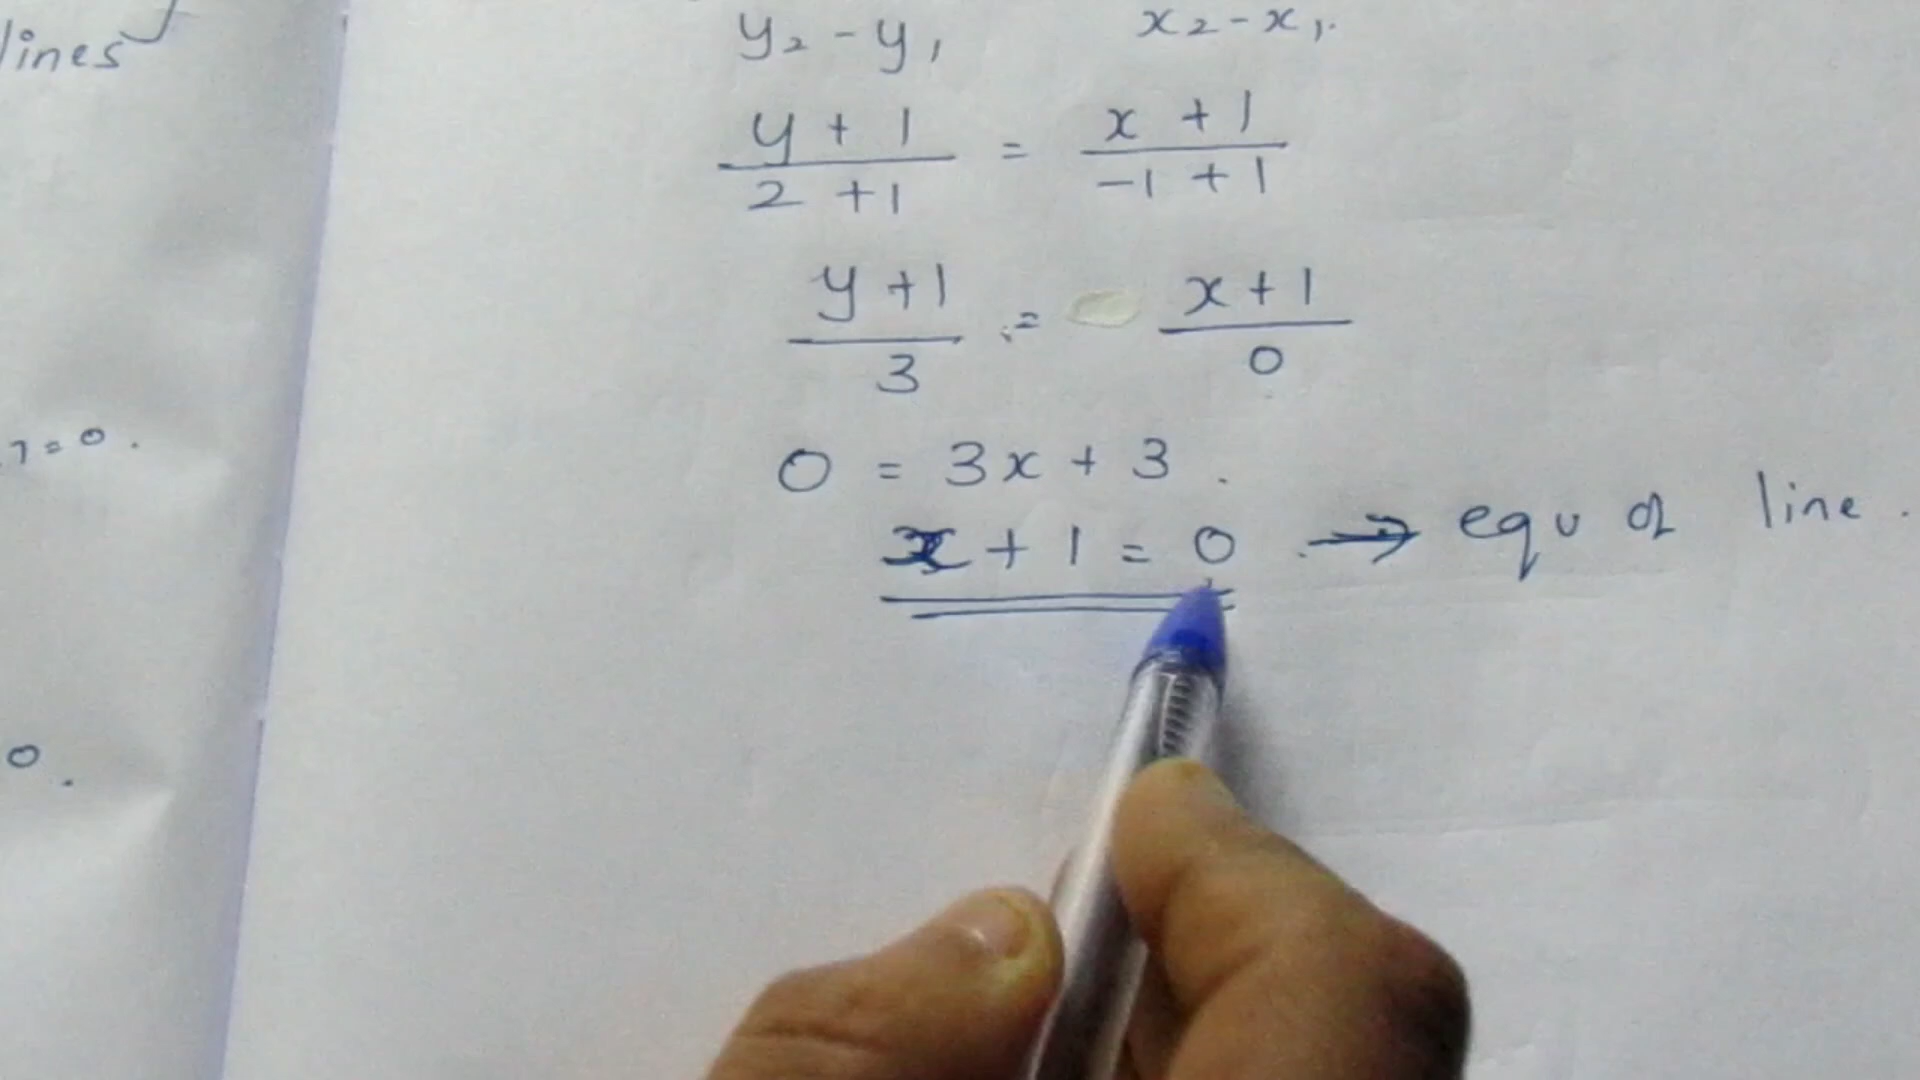 lines
7=0.
0.
y₂-y₁ x₂-x₁.
y+1 = x+1
2+1 -1+1
y+1 = x+1
3 0
0 = 3x+3.
x+1=0 → equ of line.